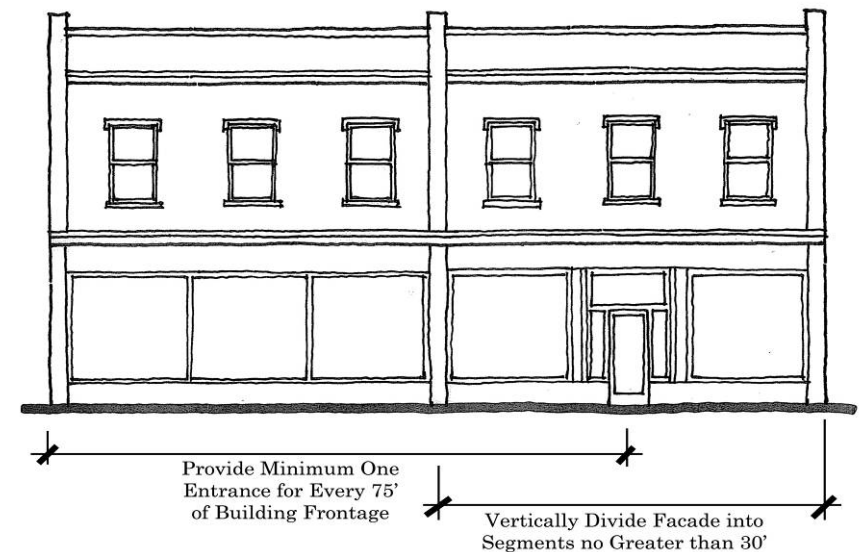 Provide Minimum One
Entrance for Every 75’
of Building Frontage
Vertically Divide Facade into
Segments no Greater than 30’